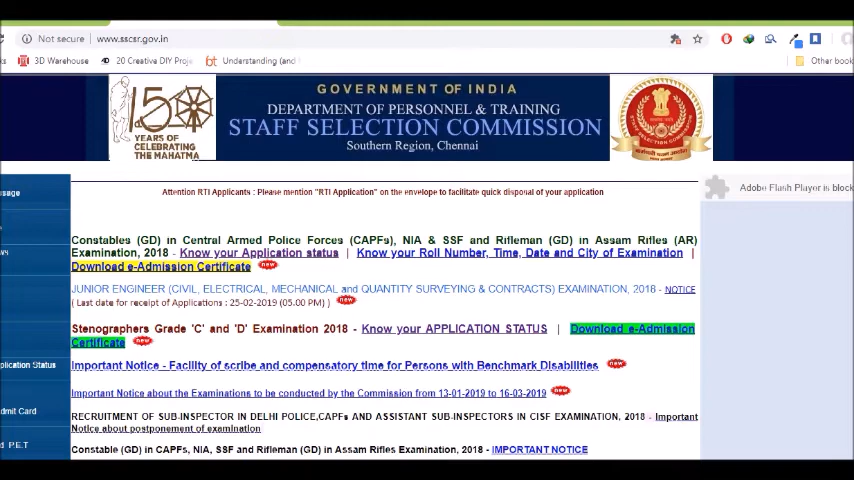 Not secure | www.sscsr.gov.in
3D Warehouse
20 Creative DIY Proje
Understanding (and
Other book
150
YEARS OF
CELEBRATING
THE MAHATMA
GOVERNMENT OF INDIA
DEPARTMENT OF PERSONNEL & TRAINING
STAFF SELECTION COMMISSION
Southern Region, Chennai
Attention RTI Applicants : Please mention "RTI Application" on the envelope to facilitate quick disposal of your application
Adobe Flash Player is block
Constables (GD) in Central Armed Police Forces (CAPFs), NIA & SSF and Rifleman (GD) in Assam Rifles (AR)
Examination, 2018 - Know your Application status | Know your Roll Number, Time, Date and City of Examination |
Download e-Admission Certificate new
JUNIOR ENGINEER (CIVIL, ELECTRICAL, MECHANICAL and QUANTITY SURVEYING & CONTRACTS) EXAMINATION, 2018 - NOTICE
( Last date for receipt of Applications : 25-02-2019 (05.00 PM) ) new
Stenographers Grade 'C' and 'D' Examination 2018 - Know your APPLICATION STATUS | Download e-Admission
Certificate new
Important Notice - Facility of scribe and compensatory time for Persons with Benchmark Disabilities new
plication Status
Important Notice about the Examinations to be conducted by the Commission from 13-01-2019 to 16-03-2019 new
dmit Card
RECRUITMENT OF SUB-INSPECTOR IN DELHI POLICE,CAPFs AND ASSISTANT SUB-INSPECTORS IN CISF EXAMINATION, 2018 - Important
Notice about postponement of examination
P.E.T
Constable (GD) in CAPFs, NIA, SSF and Rifleman (GD) in Assam Rifles Examination, 2018 - IMPORTANT NOTICE